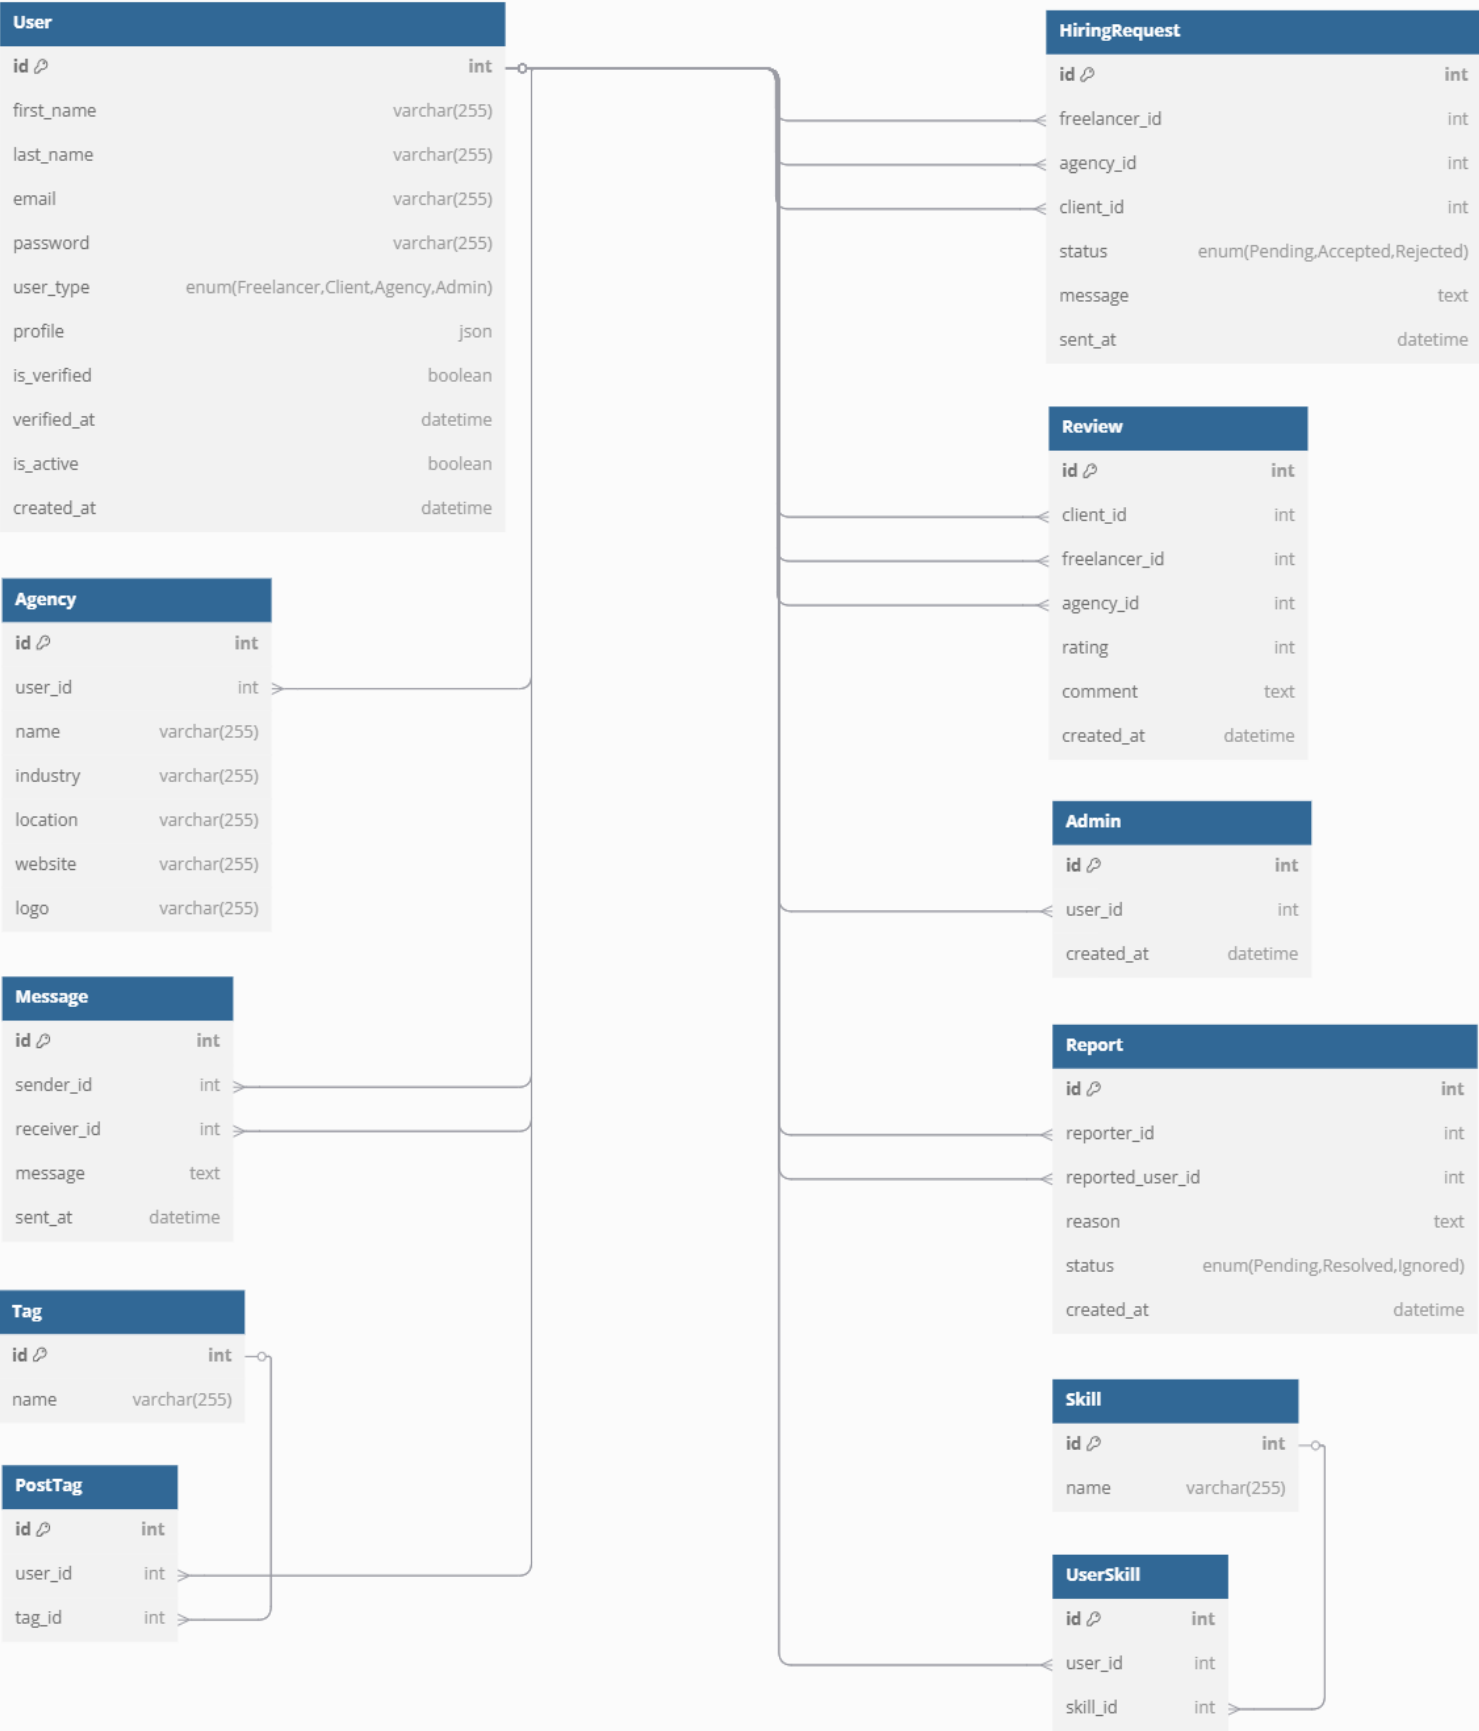 User
id int
first_name varchar(255)
last_name varchar(255)
email varchar(255)
password varchar(255)
user_type enum(Freelancer,Client,Agency,Admin)
profile json
is_verified boolean
verified_at datetime
is_active boolean
created_at datetime
Agency
id int
user_id int
name varchar(255)
industry varchar(255)
location varchar(255)
website varchar(255)
logo varchar(255)
Message
id int
sender_id int
receiver_id int
message text
sent_at datetime
Tag
id int
name varchar(255)
PostTag
id int
user_id int
tag_id int
HiringRequest
id int
freelancer_id int
agency_id int
client_id int
status enum(Pending,Accepted,Rejected)
message text
sent_at datetime
Review
id int
client_id int
freelancer_id int
agency_id int
rating int
comment text
created_at datetime
Admin
id int
user_id int
created_at datetime
Report
id int
reporter_id int
reported_user_id int
reason text
status enum(Pending,Resolved,Ignored)
created_at datetime
Skill
id int
name varchar(255)
UserSkill
id int
user_id int
skill_id int